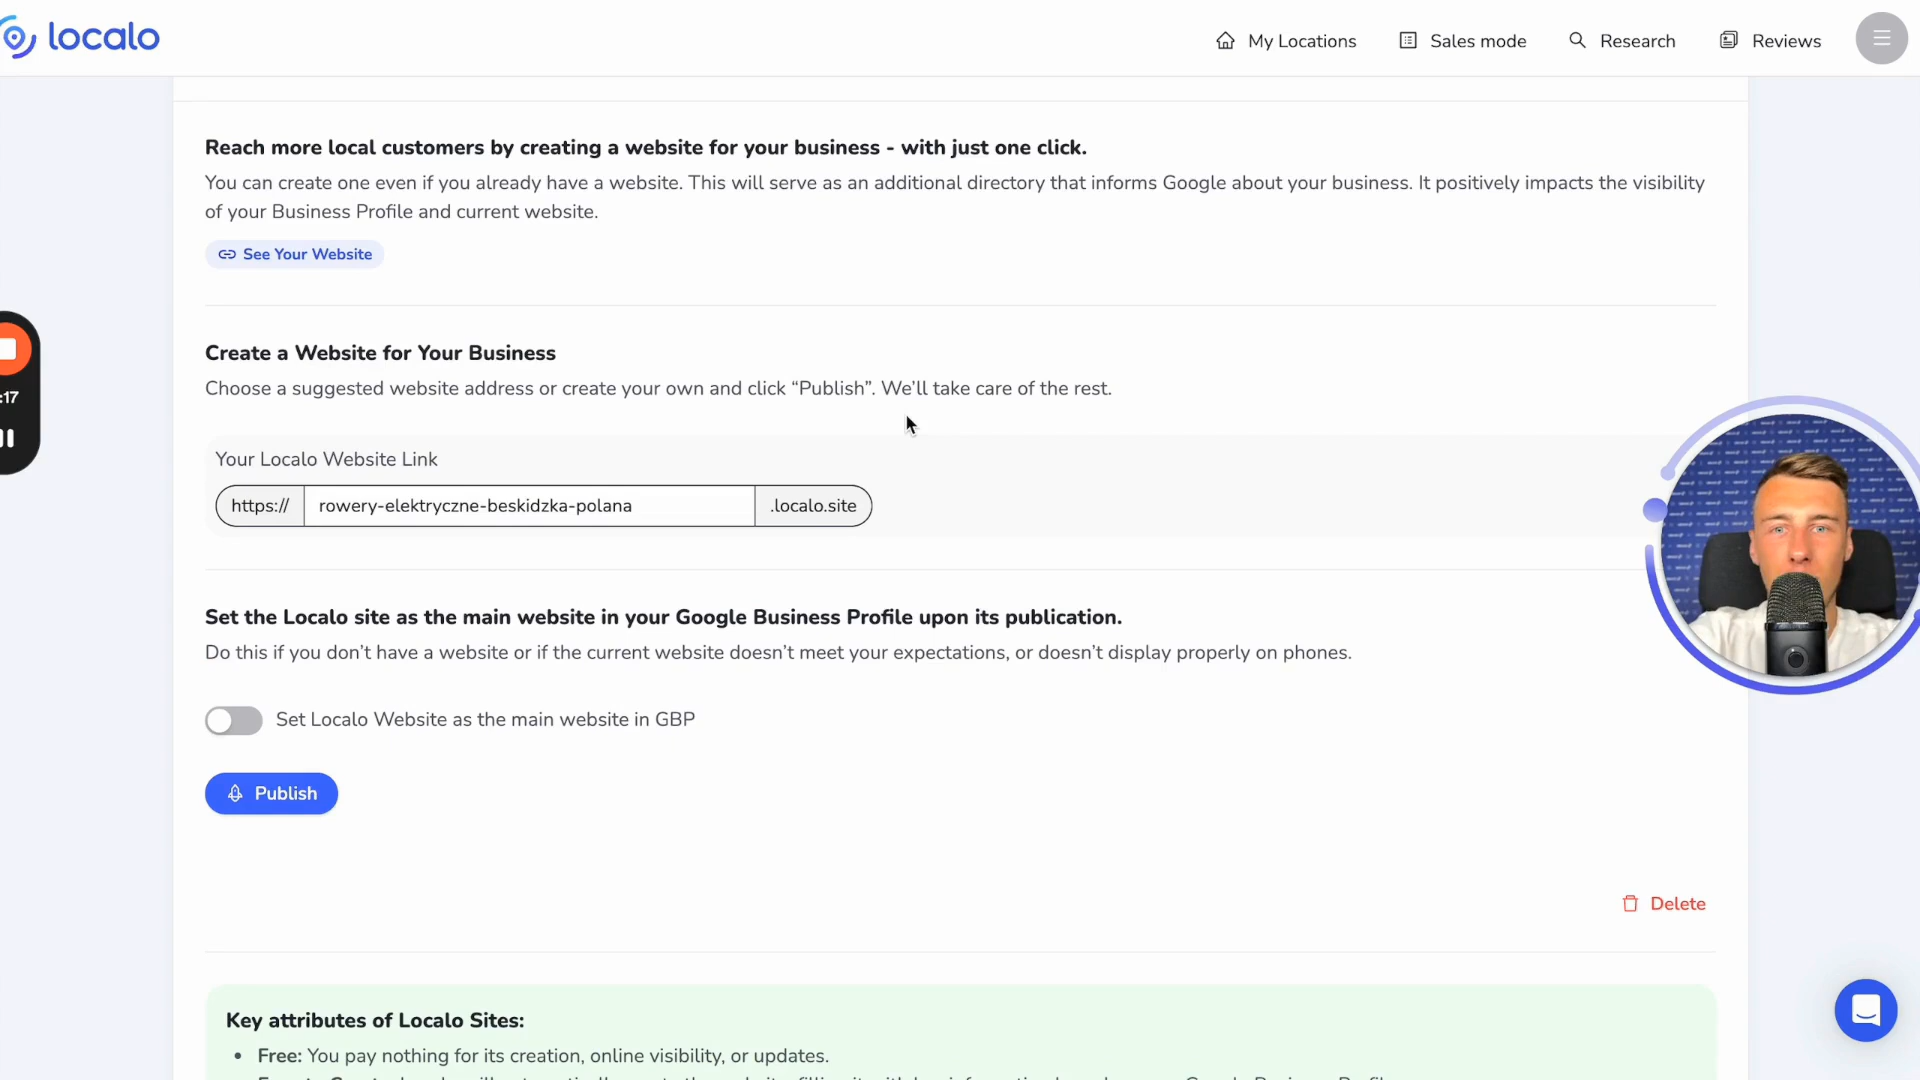 localo
My Locations
Sales mode
Research
Reviews
Reach more local customers by creating a website for your business - with just one click.
You can create one even if you already have a website. This will serve as an additional directory that informs Google about your business. It positively impacts the visibility
of your Business Profile and current website.
See Your Website
Create a Website for Your Business
Choose a suggested website address or create your own and click “Publish”. We’ll take care of the rest.
:17
Your Localo Website Link
https:// rowery-elektryczne-beskidzka-polana .localo.site
Set the Localo site as the main website in your Google Business Profile upon its publication.
Do this if you don’t have a website or if the current website doesn’t meet your expectations, or doesn’t display properly on phones.
Set Localo Website as the main website in GBP
Publish
Delete
Key attributes of Localo Sites:
• Free: You pay nothing for its creation, online visibility, or updates.